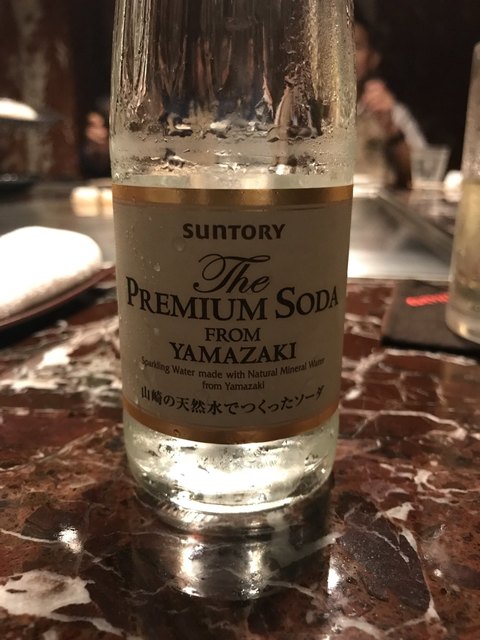 SUNTORY
The
PREMIUM SODA
FROM
YAMAZAKI
Sparkling Water made with Natural Mineral Water
from Yamazaki
山崎の天然水でつくったソーダ